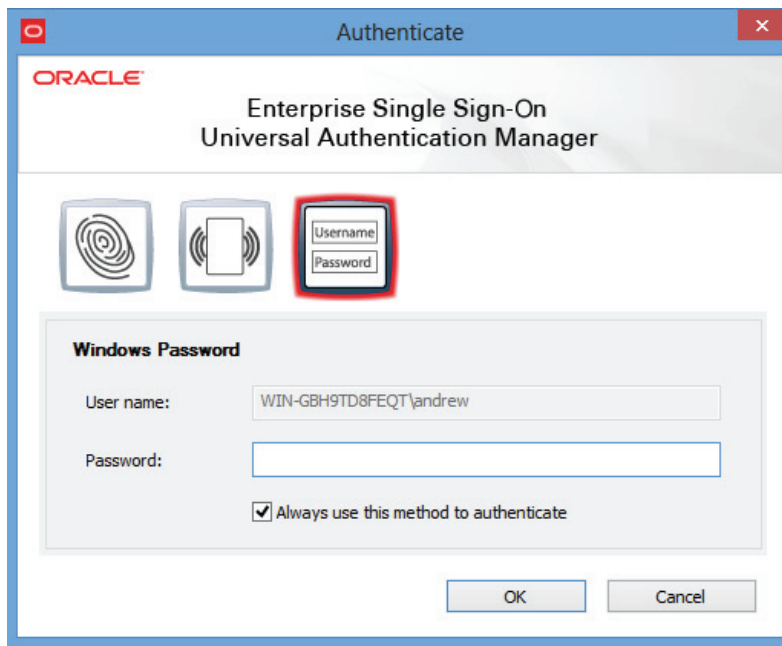 Authenticate
ORACLE
Enterprise Single Sign-On
Universal Authentication Manager
Username
Password
Windows Password
User name: WIN-GBH9TD8FEQT\andrew
Password:
Always use this method to authenticate
OK Cancel